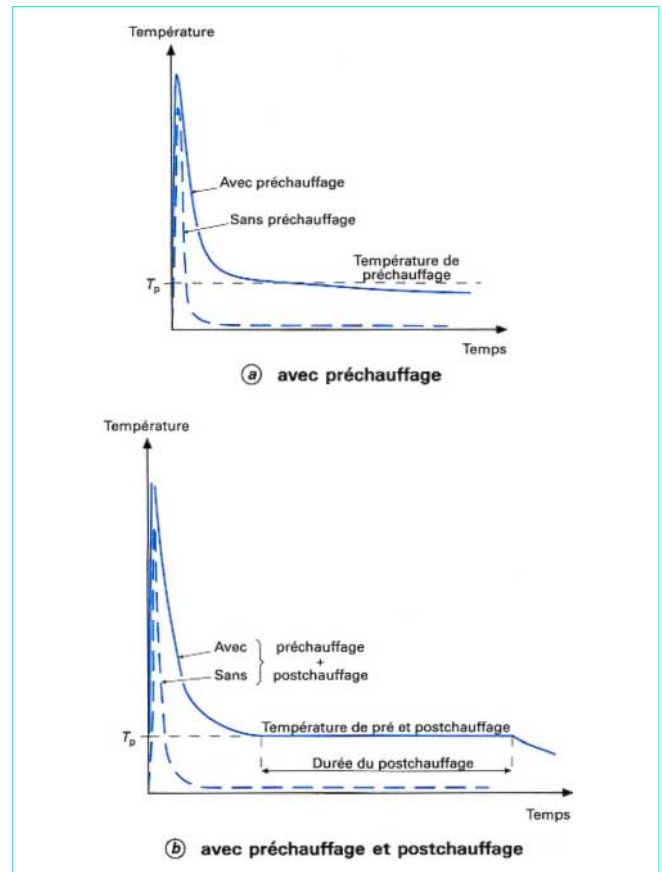 Température
Avec préchauffage
Sans préchauffage
Température de
préchauffage
Tp
Temps
a avec préchauffage
Température
Avec } préchauffage
+
Sans } postchauffage
Température de pré et postchauffage
Tp
Durée du postchauffage
Temps
b avec préchauffage et postchauffage